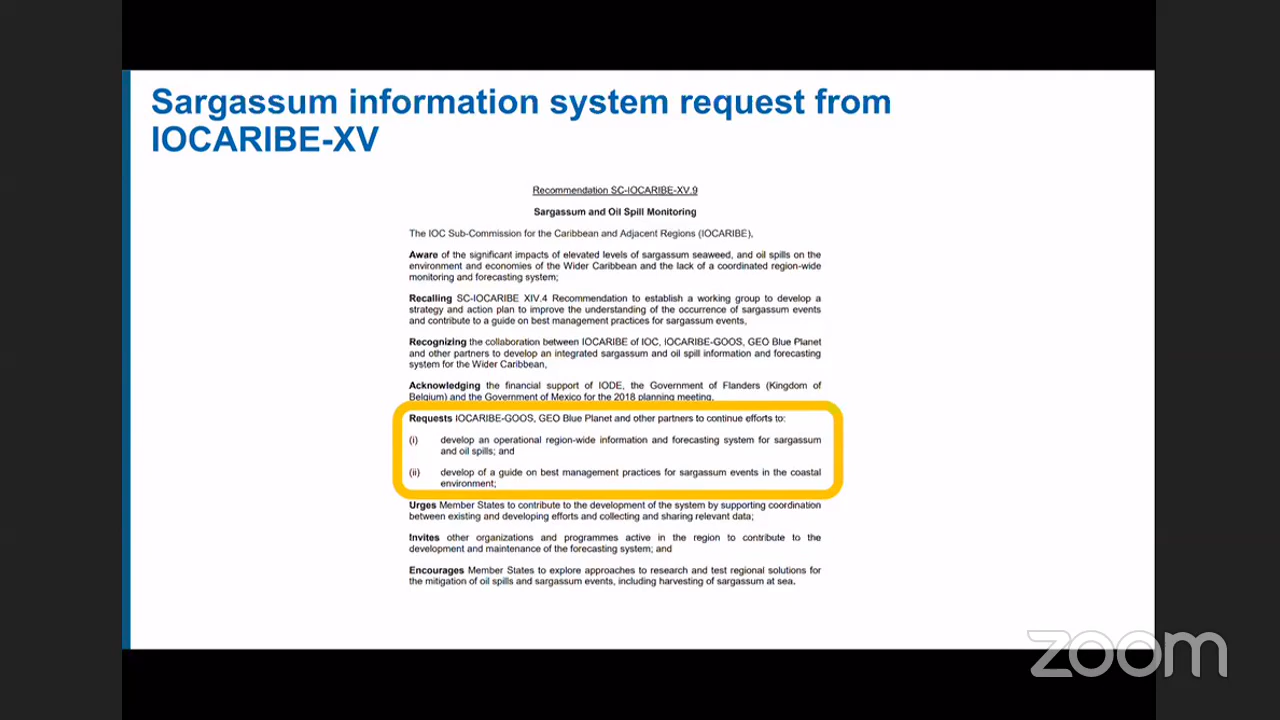 Sargassum information system request from
IOCARIBE-XV
Recommendation SC-IOCARIBE-XV.9
Sargassum and Oil Spill Monitoring
The IOC Sub-Commission for the Caribbean and Adjacent Regions (IOCARIBE),
Aware of the significant impacts of elevated levels of sargassum seaweed, and oil spills on the
environment and economies of the Wider Caribbean and the lack of a coordinated region-wide
monitoring and forecasting system;
Recalling SC-IOCARIBE XIV.4 Recommendation to establish a working group to develop a
strategy and action plan to improve the understanding of the occurrence of sargassum events
and contribute to a guide on best management practices for sargassum events,
Recognizing the collaboration between IOCARIBE of IOC, IOCARIBE-GOOS, GEO Blue Planet
and other partners to develop an integrated sargassum and oil spill information and forecasting
system for the Wider Caribbean,
Acknowledging the financial support of IODE, the Government of Flanders (Kingdom of
Belgium) and the Government of Mexico for the 2018 planning meeting,
Requests IOCARIBE-GOOS, GEO Blue Planet and other partners to continue efforts to:
(i) develop an operational region-wide information and forecasting system for sargassum
and oil spills; and
(ii) develop of a guide on best management practices for sargassum events in the coastal
environment;
Urges Member States to contribute to the development of the system by supporting coordination
between existing and developing efforts and collecting and sharing relevant data;
Invites other organizations and programmes active in the region to contribute to the
development and maintenance of the forecasting system; and
Encourages Member States to explore approaches to research and test regional solutions for
the mitigation of oil spills and sargassum events, including harvesting of sargassum at sea.
zoom